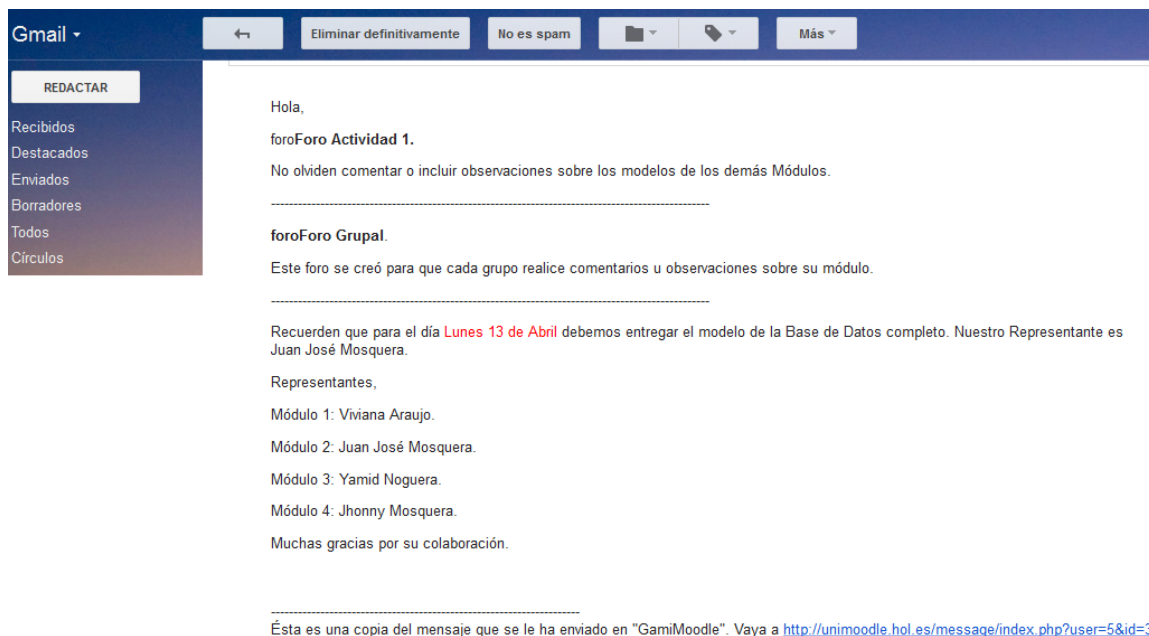 Gmail
Eliminar definitivamente
No es spam
Más
REDACTAR
Recibidos
Destacados
Enviados
Borradores
Todos
Círculos
Hola,
foroForo Actividad 1.
No olviden comentar o incluir observaciones sobre los modelos de los demás Módulos.
--------------------------------------------------------------------------------------------------
foroForo Grupal.
Este foro se creó para que cada grupo realice comentarios u observaciones sobre su módulo.
--------------------------------------------------------------------------------------------------
Recuerden que para el día Lunes 13 de Abril debemos entregar el modelo de la Base de Datos completo. Nuestro Representante es
Juan José Mosquera.
Representantes,
Módulo 1: Viviana Araujo.
Módulo 2: Juan José Mosquera.
Módulo 3: Yamid Noguera.
Módulo 4: Jhonny Mosquera.
Muchas gracias por su colaboración.
---------------------------------------------------------------------
Ésta es una copia del mensaje que se le ha enviado en "GamiMoodle". Vaya a http://unimoodle.hol.es/message/index.php?user=5&id=3